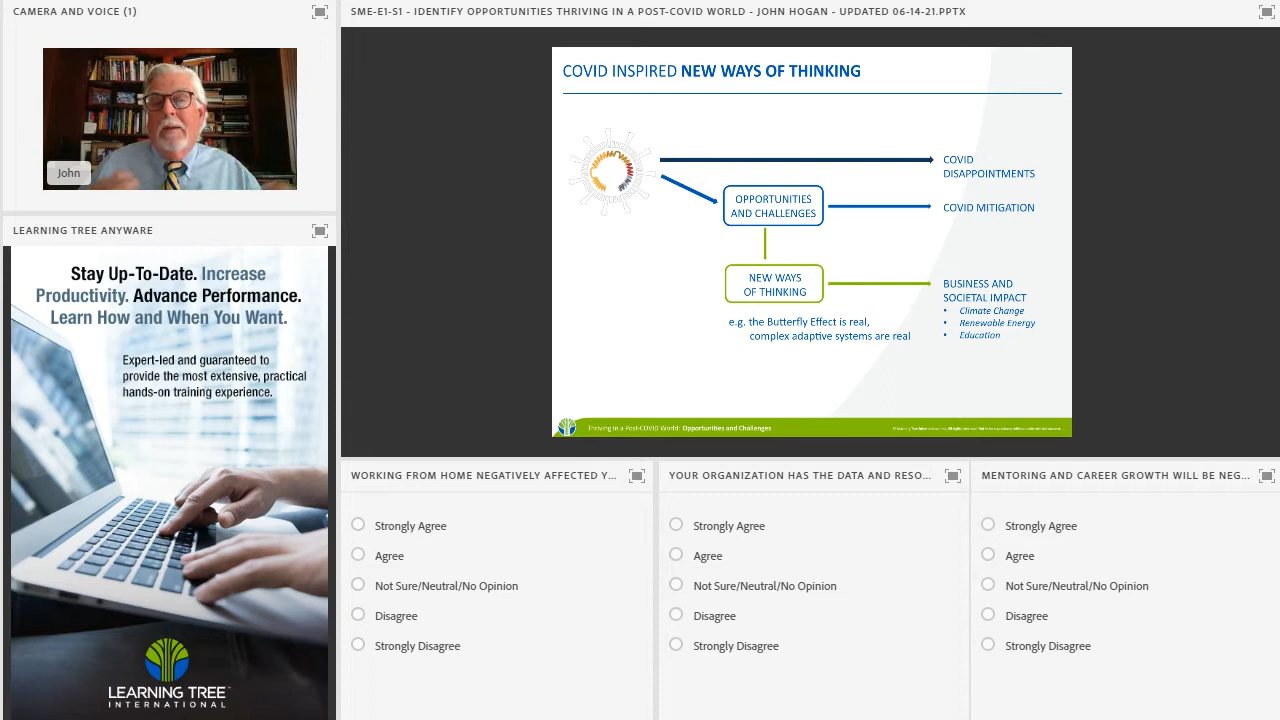 CAMERA AND VOICE (1)
John
LEARNING TREE ANYWARE
Stay Up-To-Date. Increase
Productivity. Advance Performance.
Learn How and When You Want.
Expert-led and guaranteed to
provide the most extensive, practical
hands-on training experience.
LEARNING TREE™
INTERNATIONAL
SME-E1-S1 - IDENTIFY OPPORTUNITIES THRIVING IN A POST-COVID WORLD - JOHN HOGAN - UPDATED 06-14-21.PPTX
COVID INSPIRED NEW WAYS OF THINKING
COVID
DISAPPOINTMENTS
OPPORTUNITIES
AND CHALLENGES
COVID MITIGATION
NEW WAYS
OF THINKING
BUSINESS AND
SOCIETAL IMPACT
• Climate Change
• Renewable Energy
• Education
e.g. the Butterfly Effect is real,
complex adaptive systems are real
Thriving in a Post-COVID World: Opportunities and Challenges
WORKING FROM HOME NEGATIVELY AFFECTED Y...
Strongly Agree
Agree
Not Sure/Neutral/No Opinion
Disagree
Strongly Disagree
YOUR ORGANIZATION HAS THE DATA AND RESO...
Strongly Agree
Agree
Not Sure/Neutral/No Opinion
Disagree
Strongly Disagree
MENTORING AND CAREER GROWTH WILL BE NEG...
Strongly Agree
Agree
Not Sure/Neutral/No Opinion
Disagree
Strongly Disagree